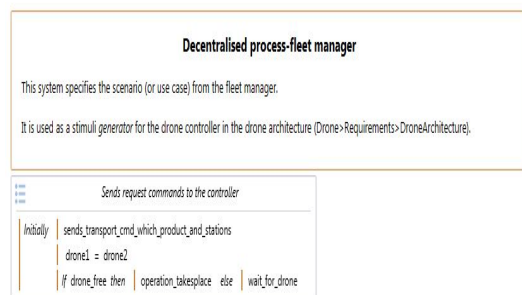 Decentralised process-fleet manager
This system specifies the scenario (or use case) from the fleet manager.
It is used as a stimuli generator for the drone controller in the drone architecture (Drone>Requirements>DroneArchitecture).
Sends request commands to the controller
Initially sends_transport_cmd_which_product_and_stations
drone1 = drone2
If drone_free then operation_takesplace else wait_for_drone